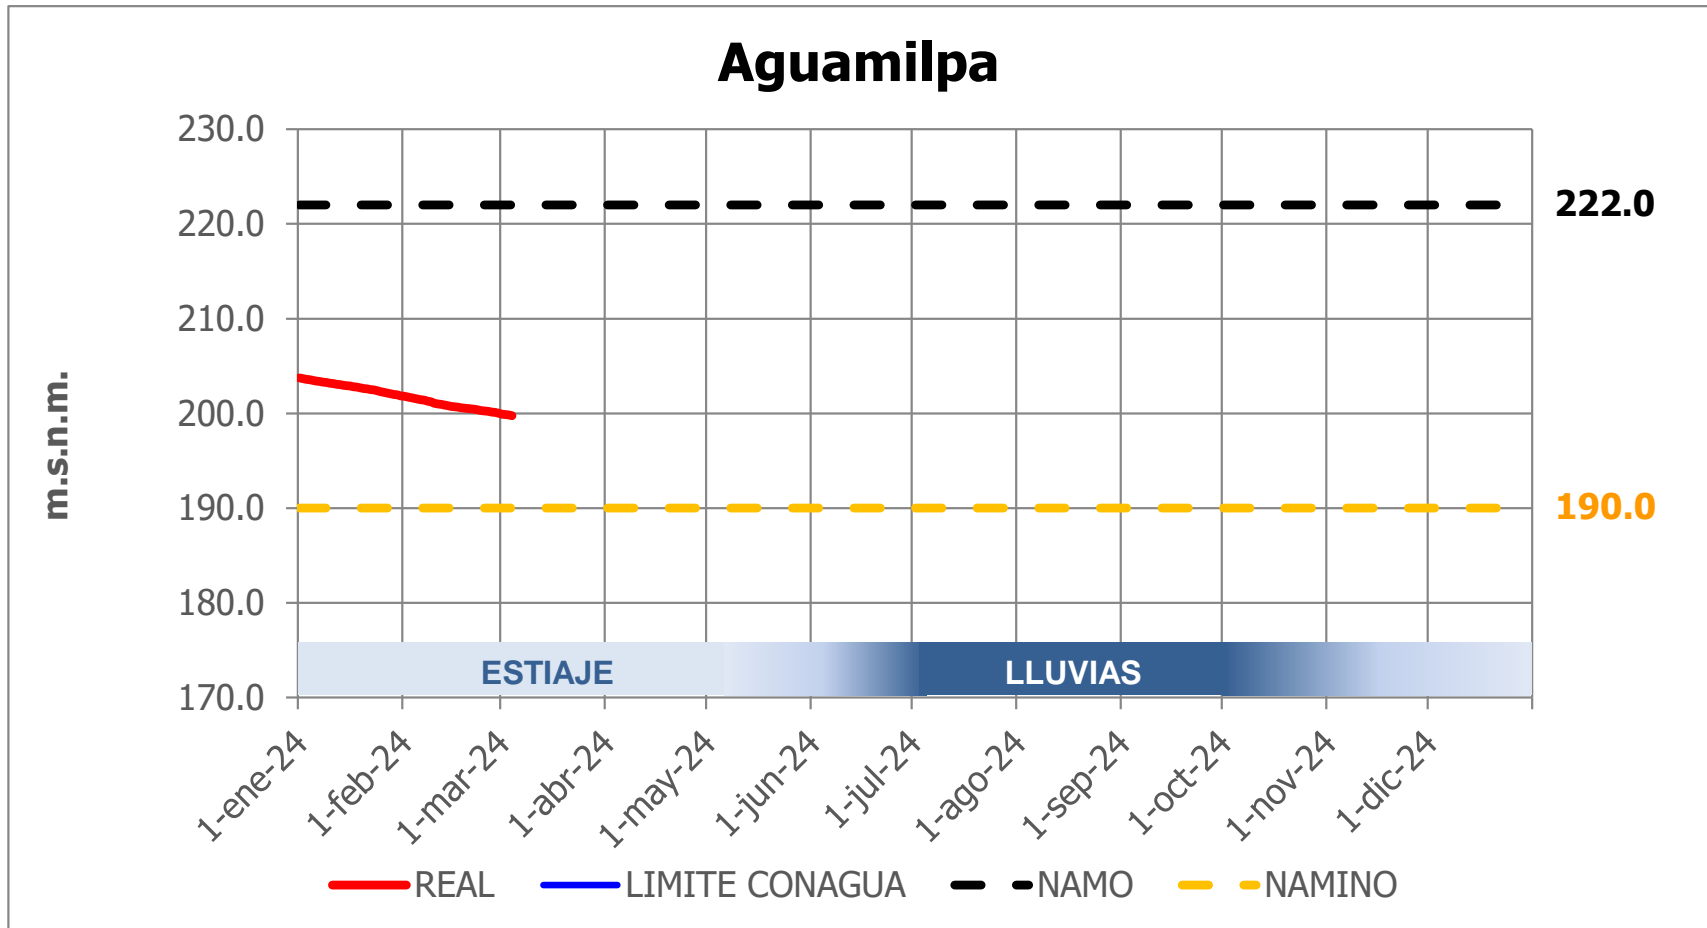 Aguamilpa
230.0
220.0
210.0
200.0
190.0
180.0
170.0
m.s.n.m.
222.0
190.0
ESTIAJE
LLUVIAS
1-ene-24
1-feb-24
1-mar-24
1-abr-24
1-may-24
1-jun-24
1-jul-24
1-ago-24
1-sep-24
1-oct-24
1-nov-24
1-dic-24
REAL
LIMITE CONAGUA
NAMO
NAMINO